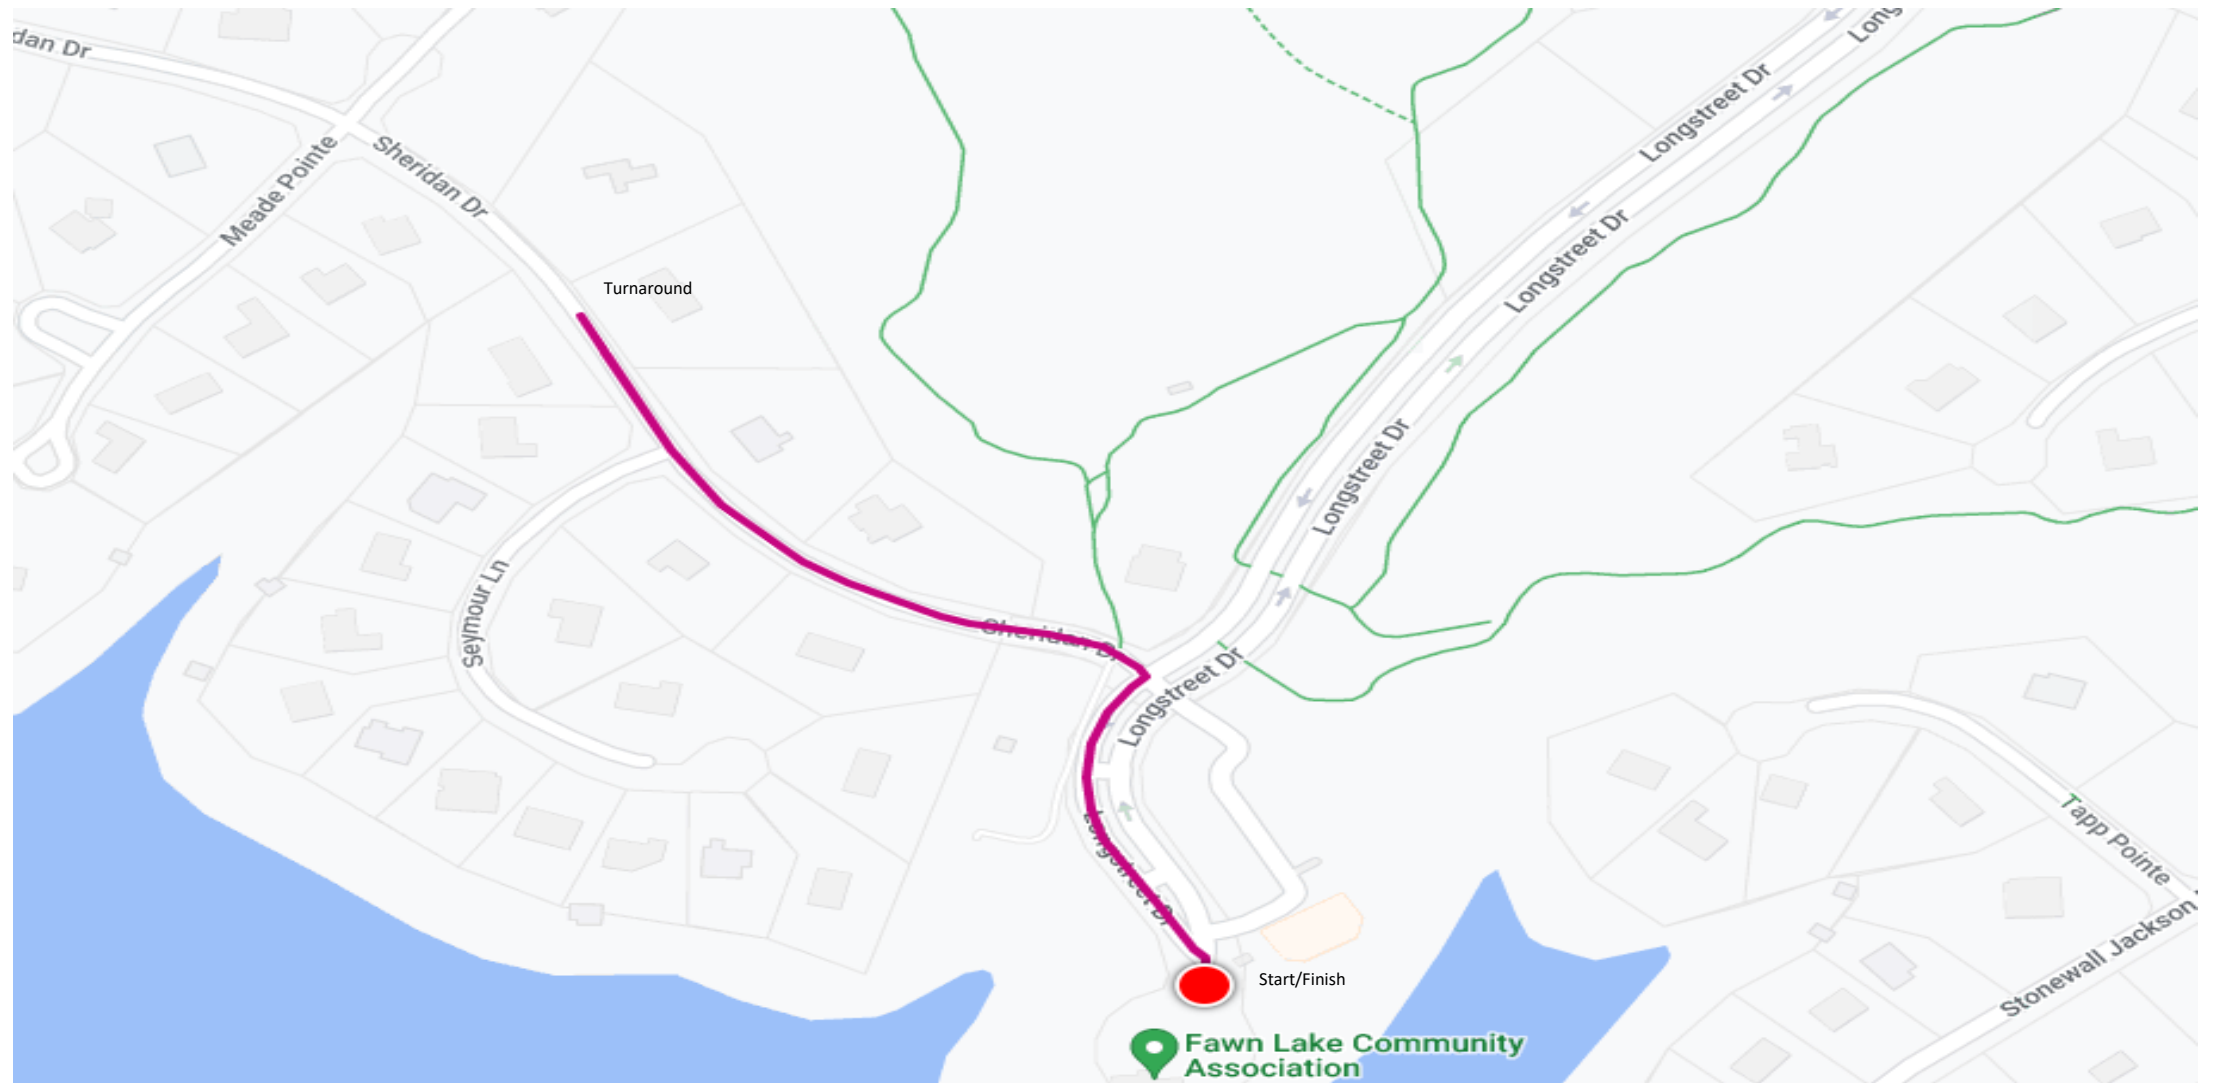 dan Dr
Long
Longstreet Dr
Sheridan Dr
Meade Pointe
Longstreet Dr
Turnaround
Longstreet Dr
Seymour Ln
Sheridan Dr
Longstreet Dr
Longstreet Dr
Tapp Pointe
Stonewall Jackson
Start/Finish
Fawn Lake Community
Association